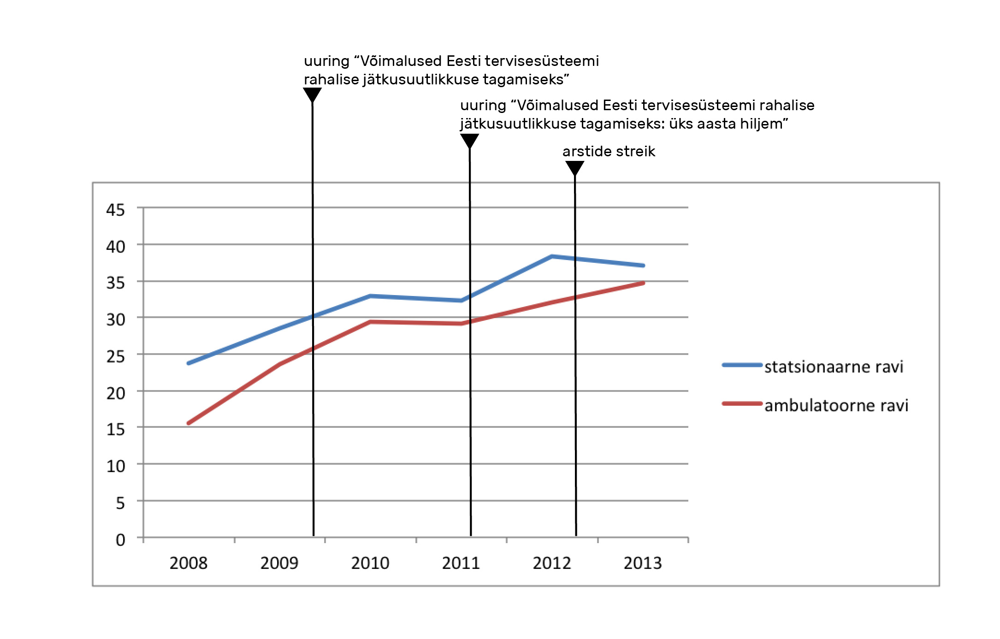 uuring “Võimalused Eesti tervisesüsteemi
rahalise jätkusuutlikkuse tagamiseks”
uuring “Võimalused Eesti tervisesüsteemi rahalise
jätkusuutlikkuse tagamiseks: üks aasta hiljem”
arstide streik
45
40
35
30
25
20
15
10
5
0
2008 2009 2010 2011 2012 2013
statsionaarne ravi
ambulatoorne ravi